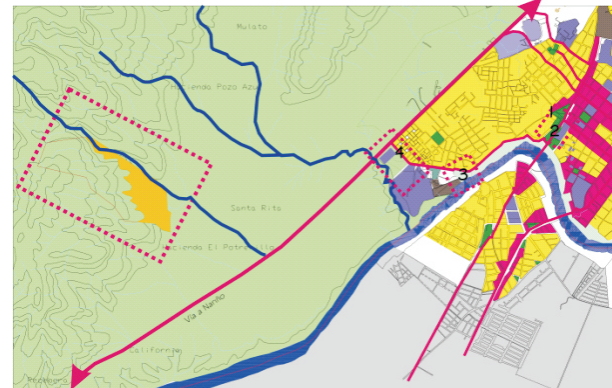 Mulato
Hacienda Pozo Azul
1
2
4
3
Santa Rita
Hacienda El Potrerillo
Vía a Nariño
California